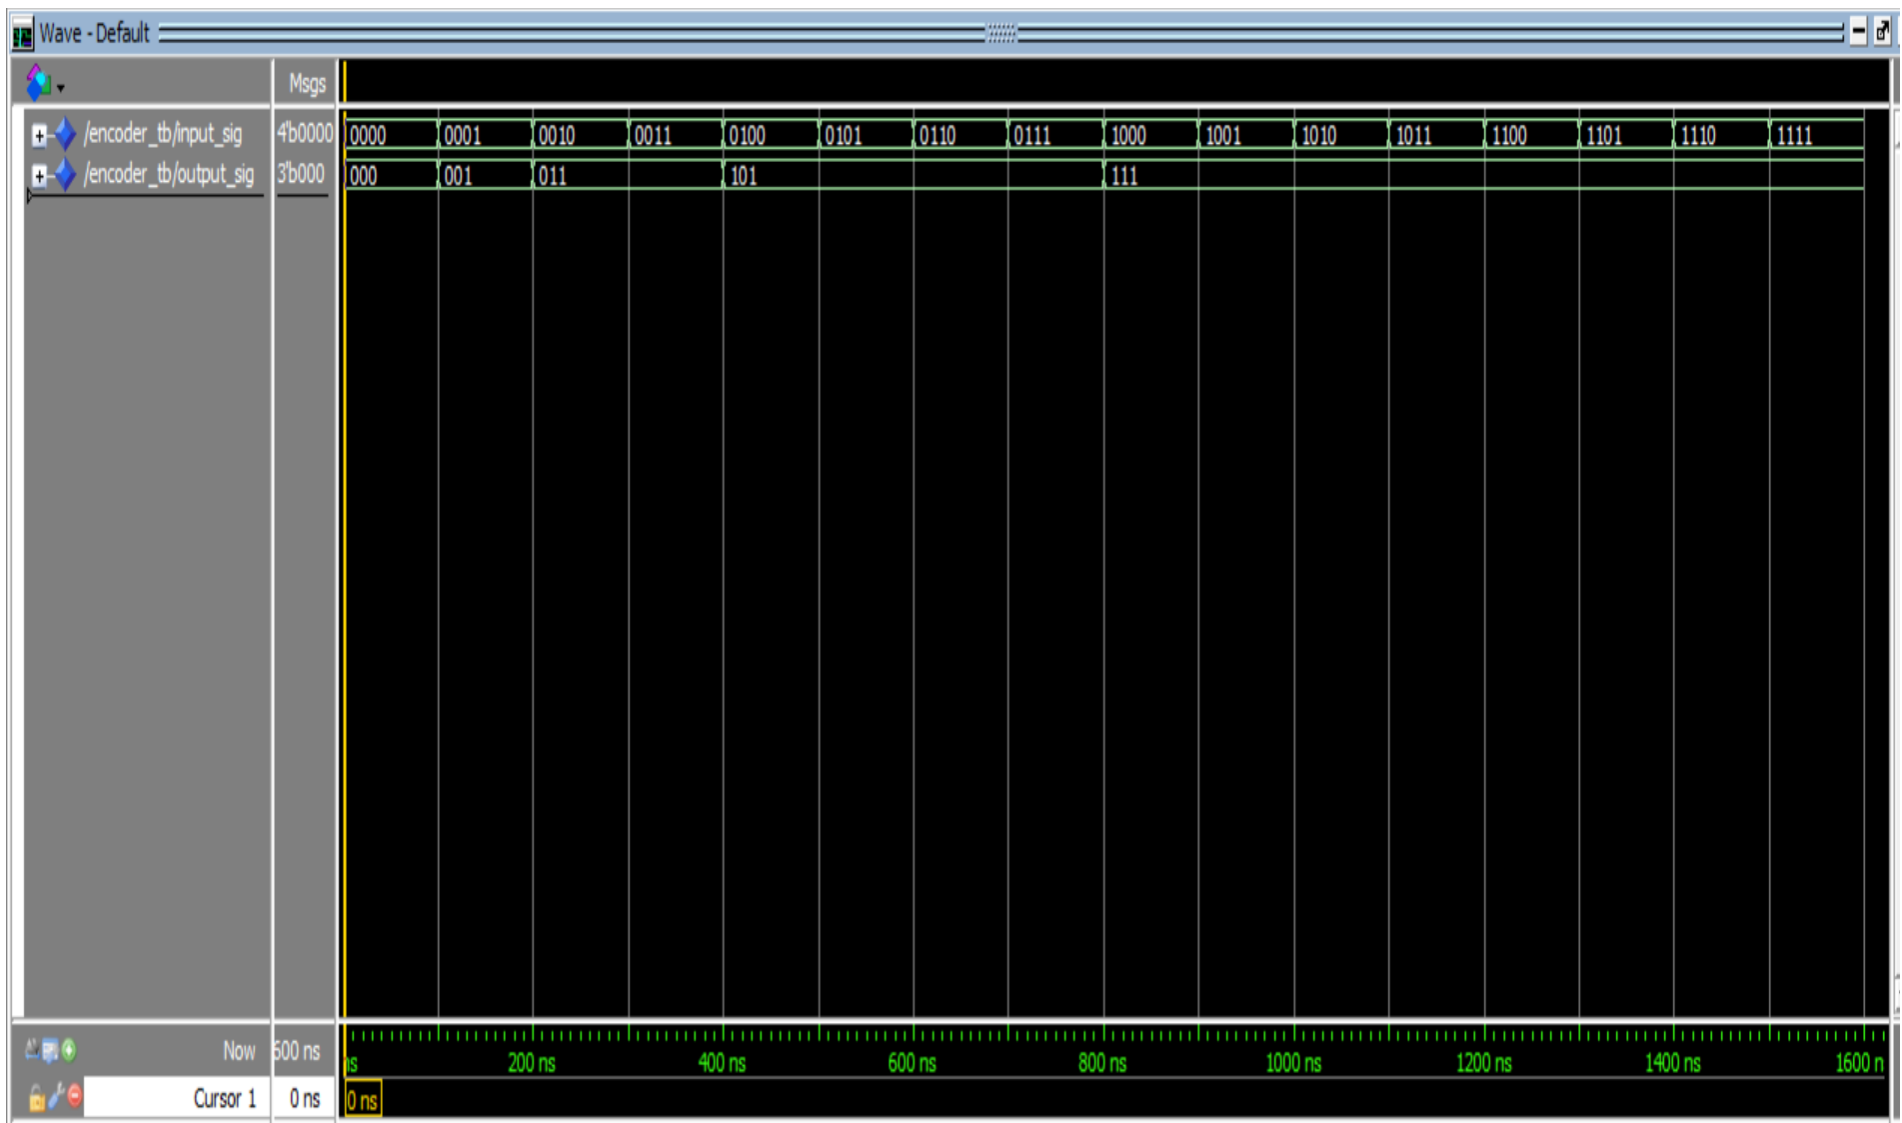 Wave - Default
Msgs
/encoder_tb/input_sig 4'b0000 0000 0001 0010 0011 0100 0101 0110 0111 1000 1001 1010 1011 1100 1101 1110 1111
/encoder_tb/output_sig 3'b000 000 001 011 101 111
Now 600 ns ns 200 ns 400 ns 600 ns 800 ns 1000 ns 1200 ns 1400 ns 1600 n
Cursor 1 0 ns 0 ns